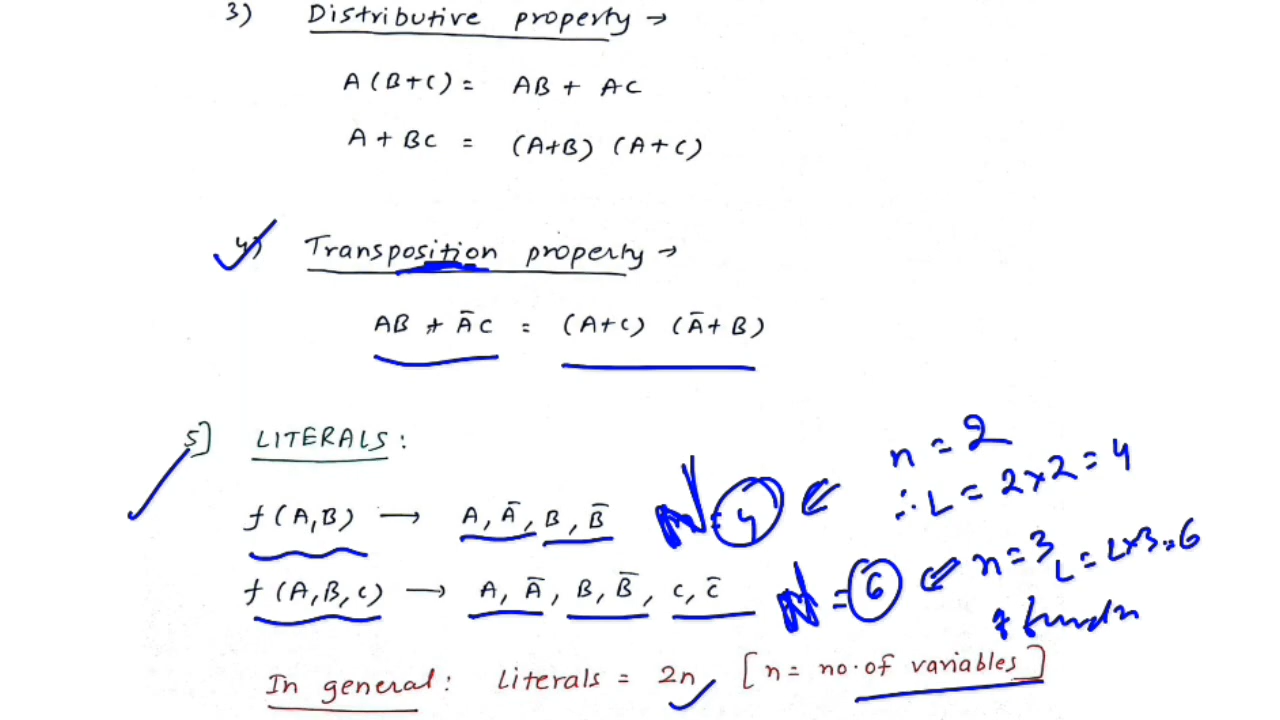 3) Distributive property →
A(B+C) = AB + AC
A + BC = (A+B) (A+C)
4) Transposition property →
AB + A̅C = (A+C) (A̅+B)
5] LITERALS:
n = 2
∴ L = 2×2 = 4
f(A,B) → A, A̅, B, B̅ = 4
n = 3 L = 2×3 = 6
f(A,B,C) → A, A̅, B, B̅, C, C̅ = 6
In general: Literals = 2n, [n = no. of variables]